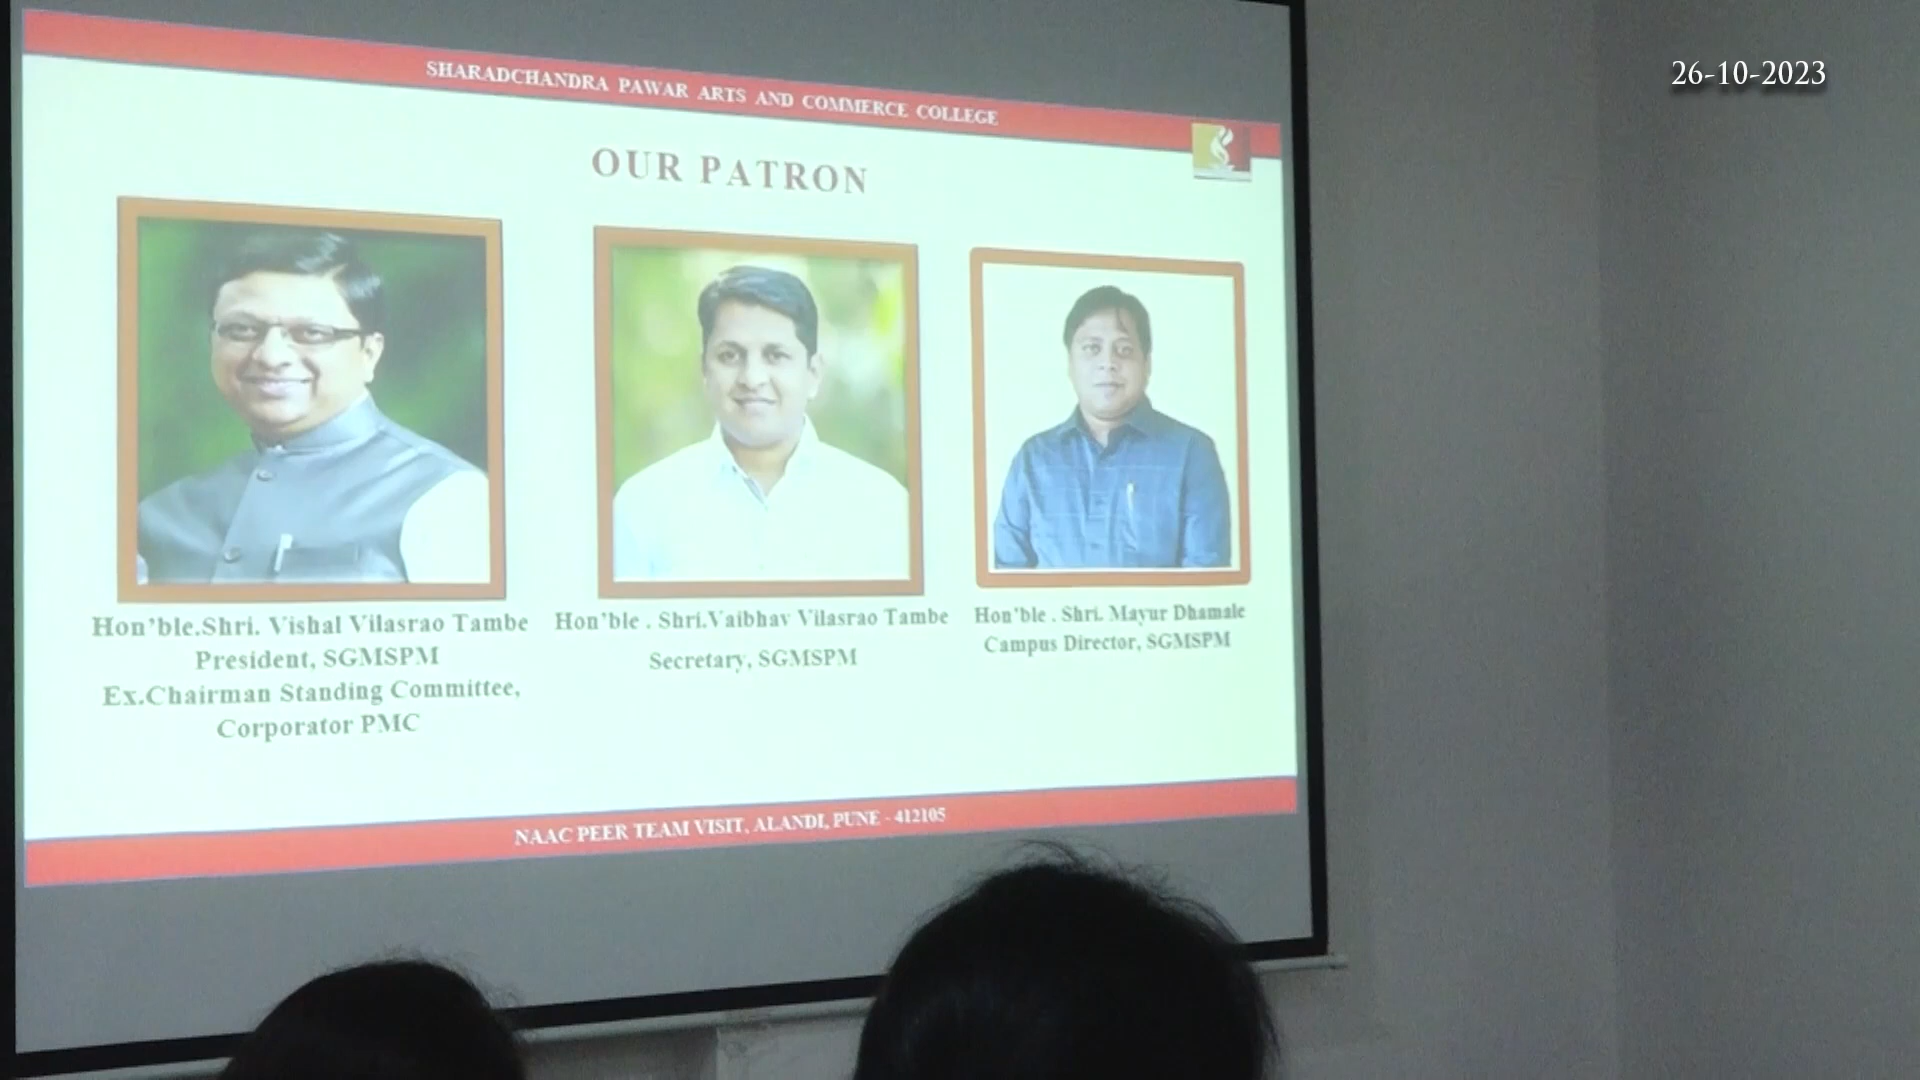 26-10-2023
SHARADCHANDRA PAWAR ARTS AND COMMERCE COLLEGE
OUR PATRON
Hon'ble.Shri. Vishal Vilasrao Tambe
President, SGMSPM
Ex.Chairman Standing Committee,
Corporator PMC
Hon'ble . Shri.Vaibhav Vilasrao Tambe
Secretary, SGMSPM
Hon'ble . Shri. Mayur Dhamale
Campus Director, SGMSPM
NAAC PEER TEAM VISIT, ALANDI, PUNE - 412105